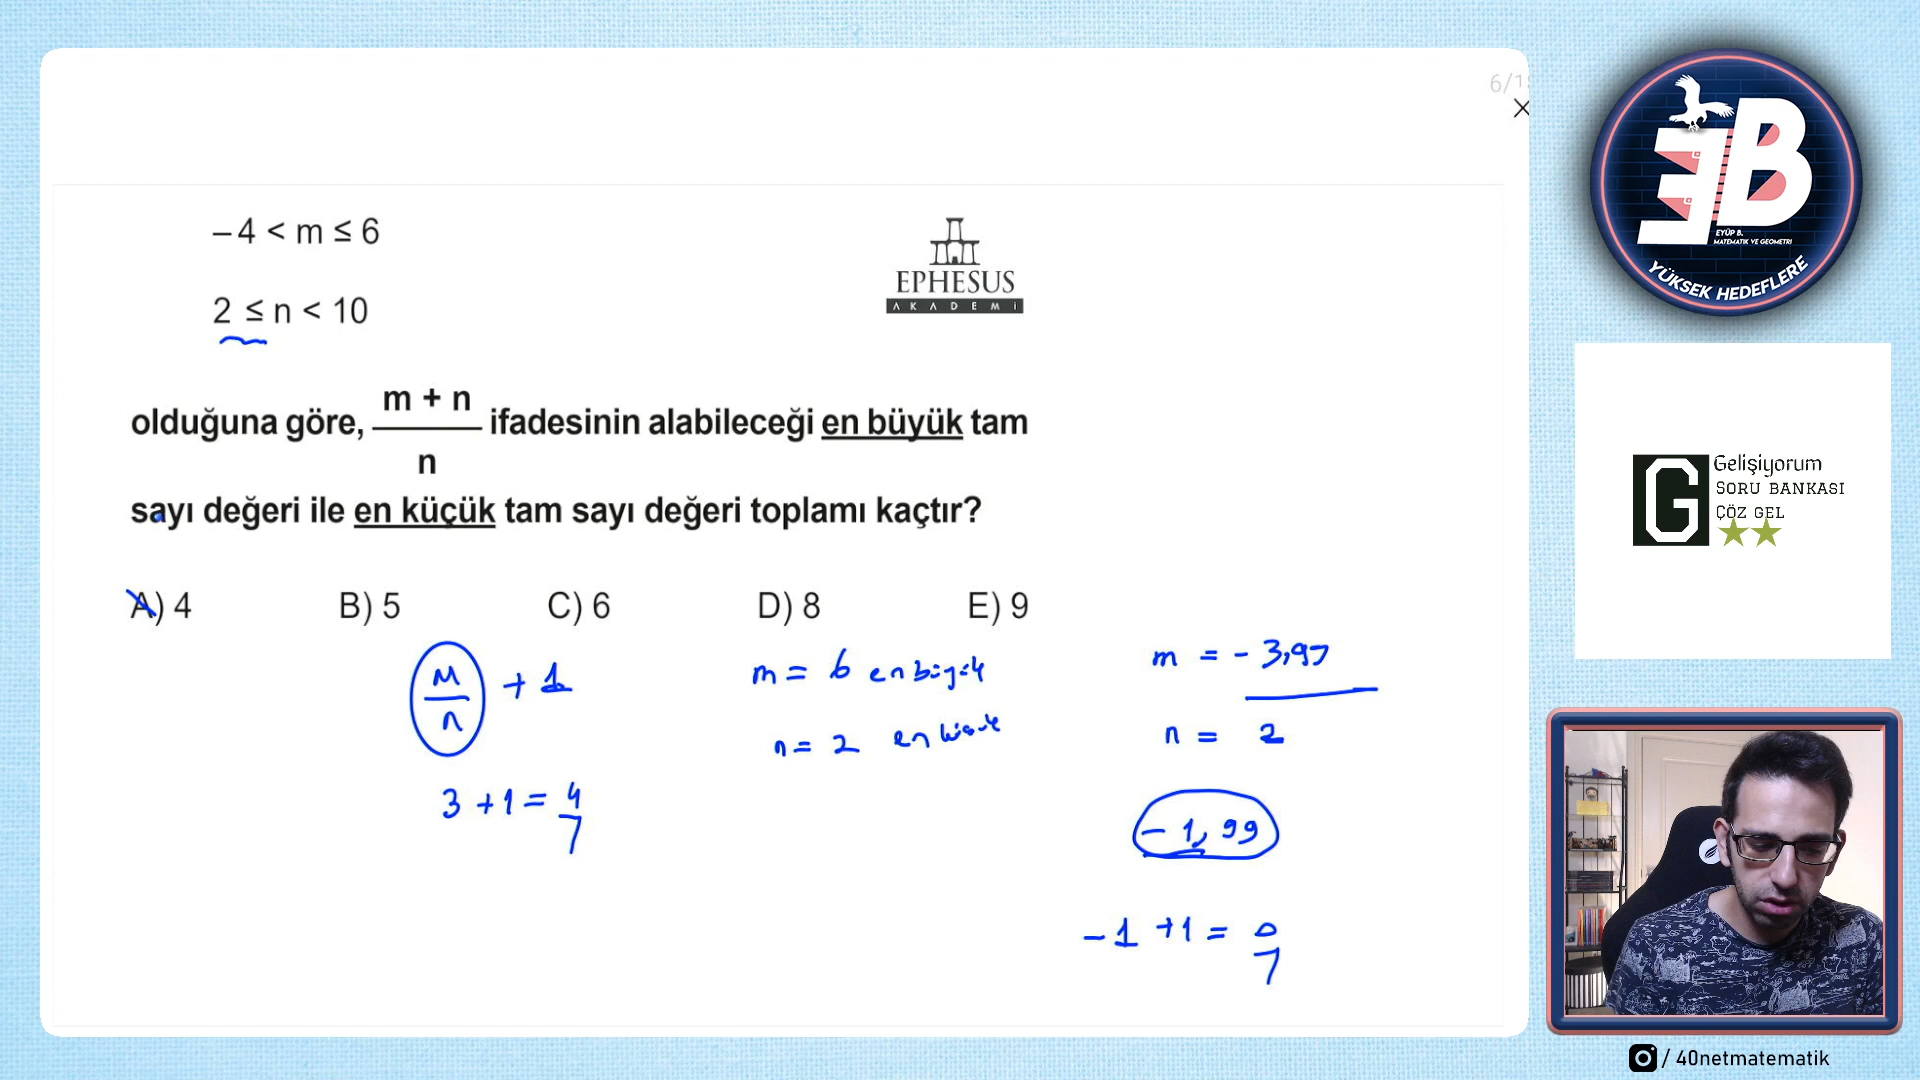 6/1
– 4 < m ≤ 6
2 ≤ n < 10
EPHESUS
AKADEMİ
olduğuna göre, (m + n)/n ifadesinin alabileceği en büyük tam
sayı değeri ile en küçük tam sayı değeri toplamı kaçtır?
A) 4 B) 5 C) 6 D) 8 E) 9
M/n + 1
3 + 1 = 4
m = 6 en büyük
n = 2 en küçük
m = - 3,97
n = 2
- 1,99
- 1 + 1 = 0
EB
EYÜP B.
MATEMATİK VE GEOMETRİ
YÜKSEK HEDEFLERE
G
Gelişiyorum
SORU BANKASI
ÇÖZ GEL
/ 40netmatematik